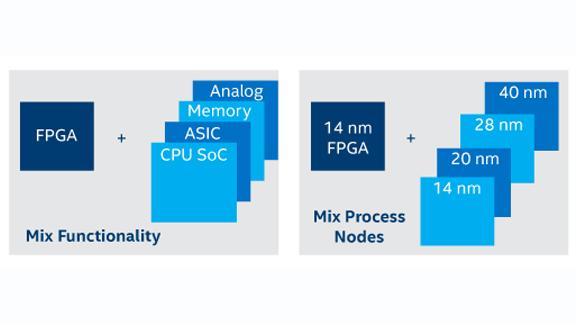 FPGA
+
Analog
Memory
ASIC
CPU SoC
Mix Functionality
14 nm
FPGA
+
40 nm
28 nm
20 nm
14 nm
Mix Process
Nodes